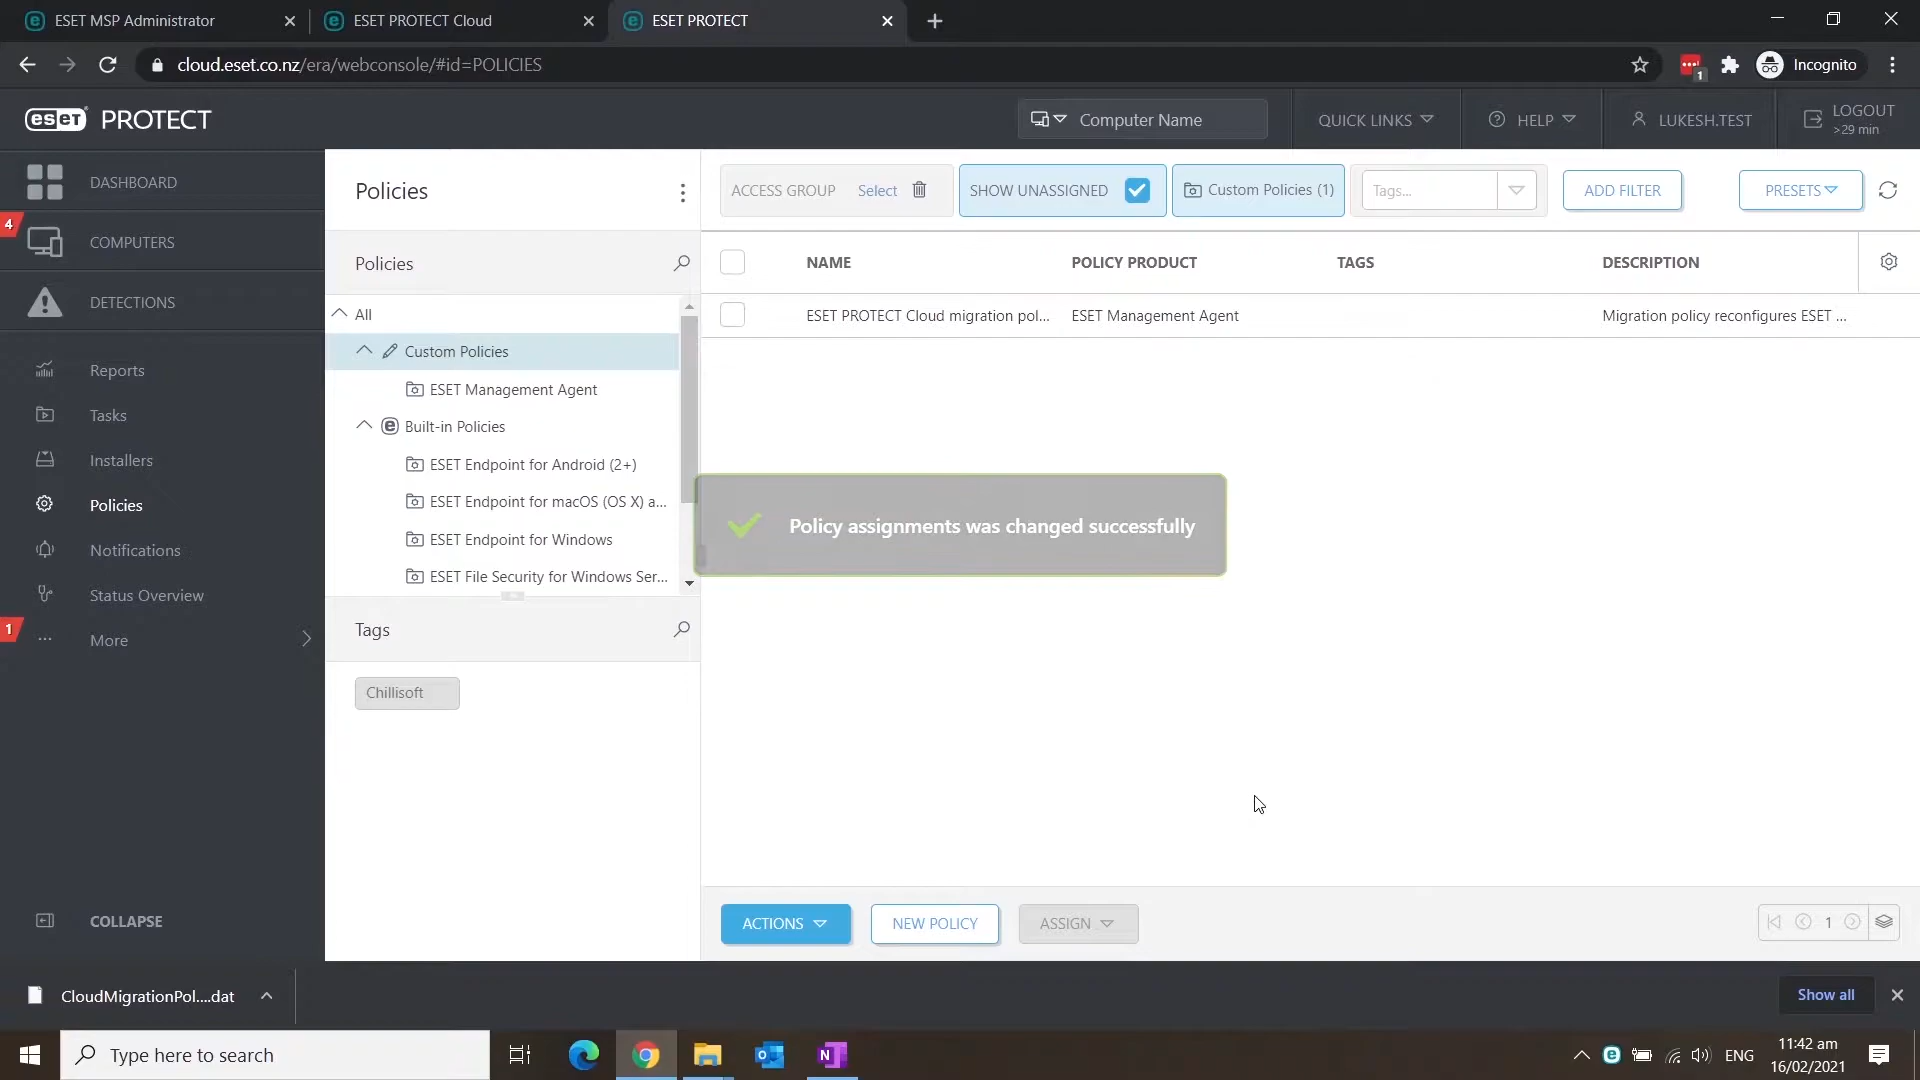 ESET MSP Administrator
ESET PROTECT Cloud
ESET PROTECT
cloud.eset.co.nz/era/webconsole/#id=POLICIES
1
Incognito
eset PROTECT
Computer Name
QUICK LINKS
HELP
LUKESH.TEST
LOGOUT
>29 min
DASHBOARD
4
COMPUTERS
DETECTIONS
Reports
Tasks
Installers
Policies
Notifications
Status Overview
1
More
COLLAPSE
Policies
Policies
All
Custom Policies
ESET Management Agent
Built-in Policies
ESET Endpoint for Android (2+)
ESET Endpoint for macOS (OS X) a...
ESET Endpoint for Windows
ESET File Security for Windows Ser...
Tags
Chillisoft
ACCESS GROUP Select
SHOW UNASSIGNED
Custom Policies (1)
Tags...
ADD FILTER
PRESETS
NAME POLICY PRODUCT TAGS DESCRIPTION
ESET PROTECT Cloud migration pol... ESET Management Agent Migration policy reconfigures ESET ...
Policy assignments was changed successfully
ACTIONS
NEW POLICY
ASSIGN
1
CloudMigrationPol....dat
Show all
Type here to search
ENG
11:42 am
16/02/2021